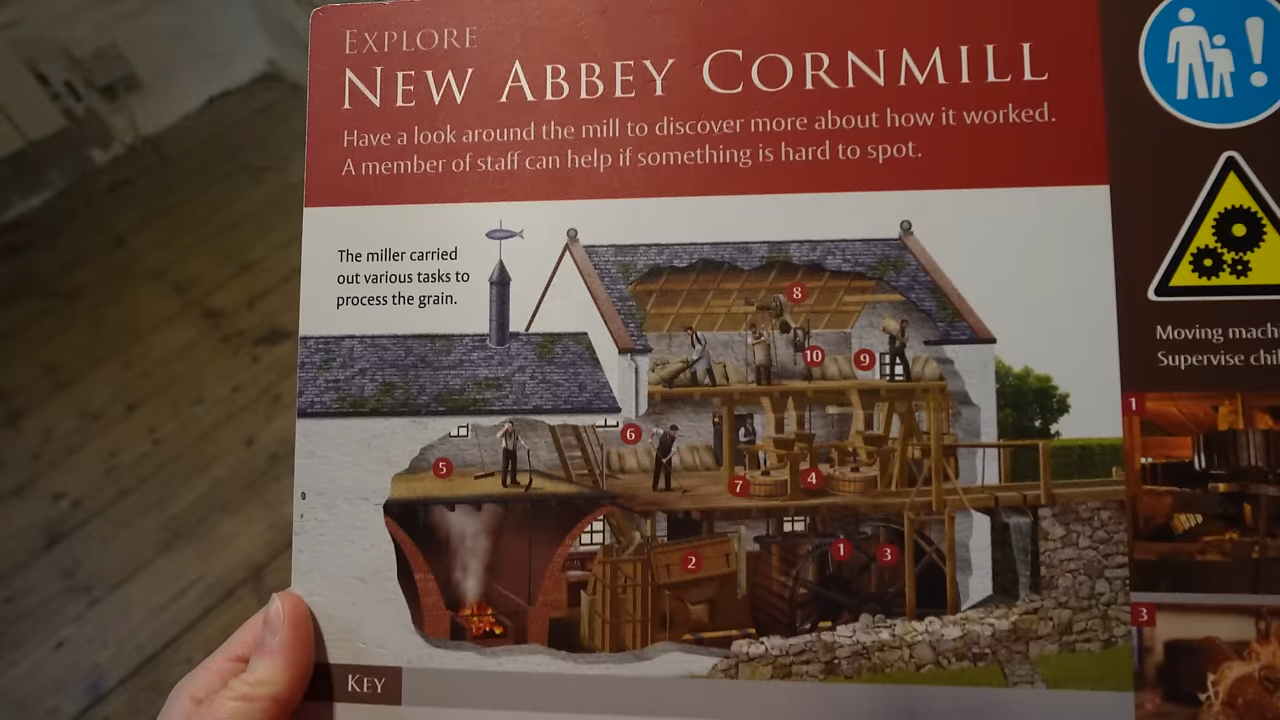 EXPLORE
NEW ABBEY CORNMILL
Have a look around the mill to discover more about how it worked.
A member of staff can help if something is hard to spot.
The miller carried
out various tasks to
process the grain.
8
10
9
6
5
7
4
2
1
3
KEY
!
Moving
Supervise
1
3